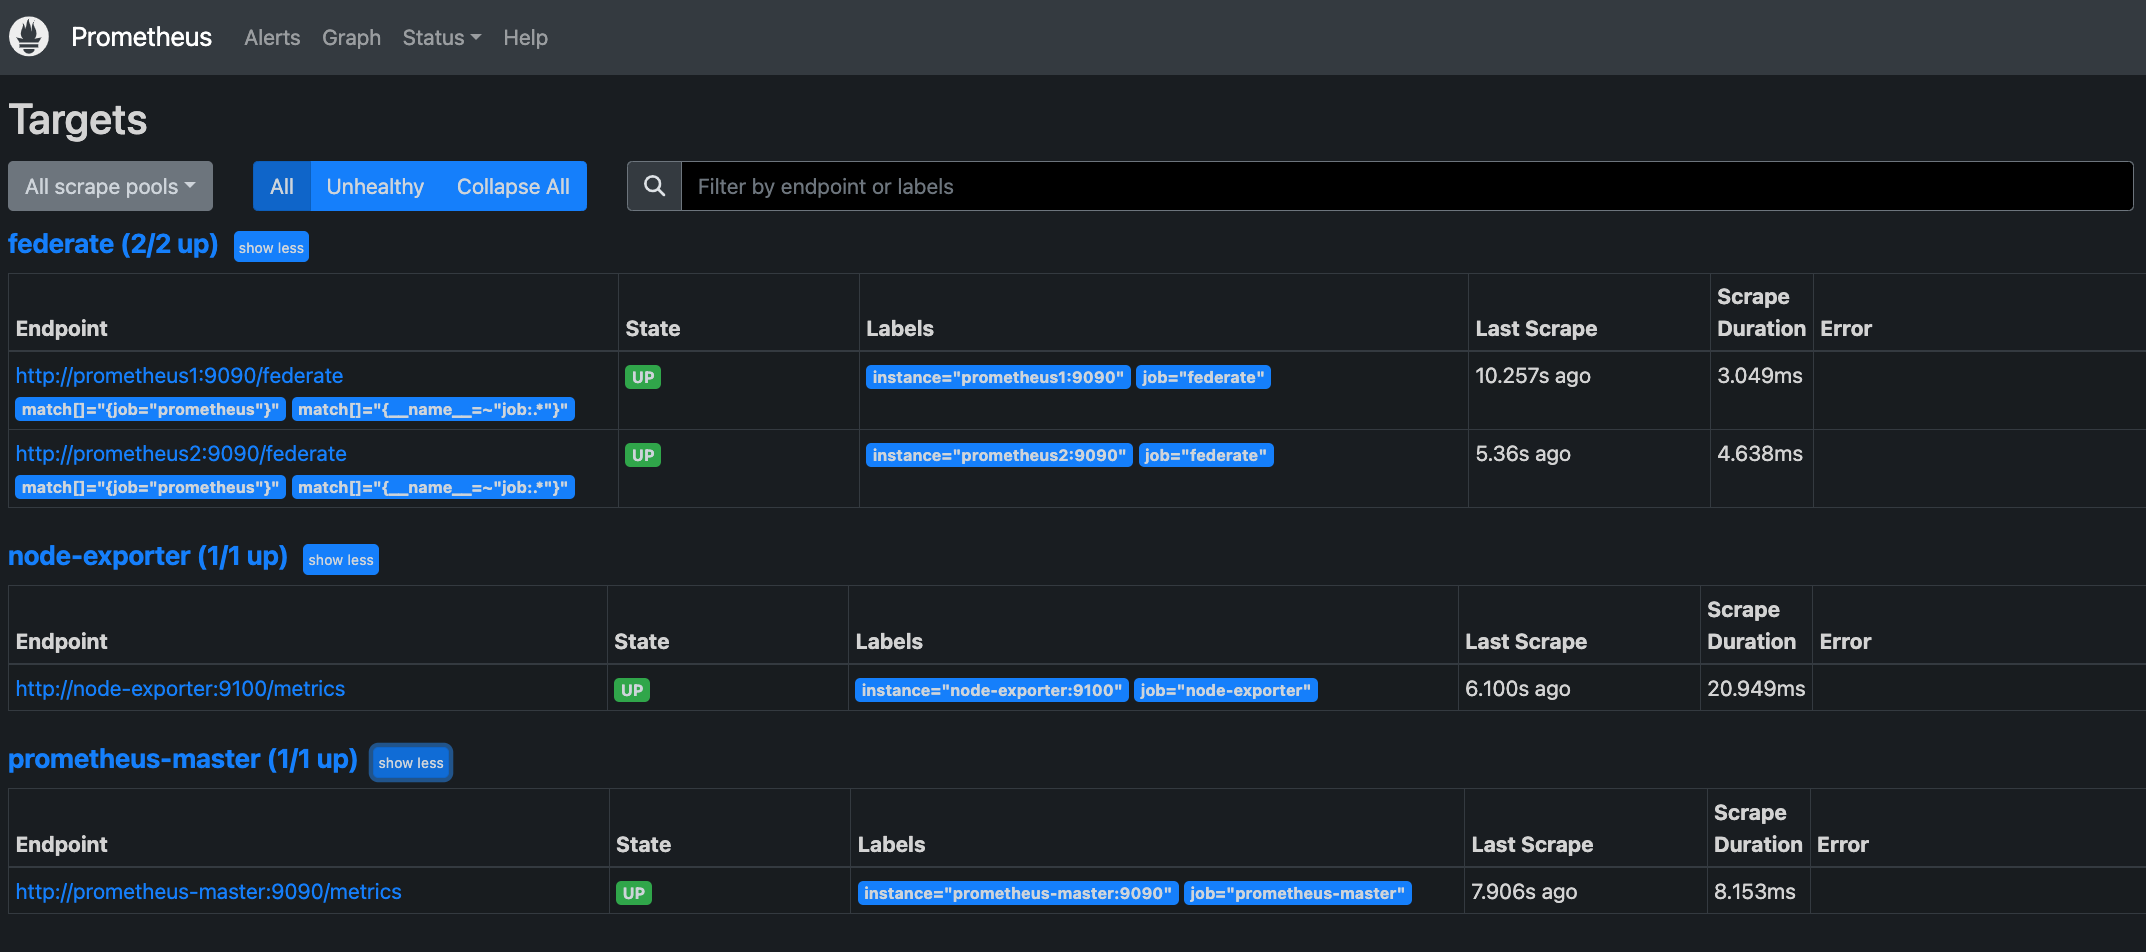 Prometheus Alerts Graph Status Help
Targets
All scrape pools All Unhealthy Collapse All Filter by endpoint or labels
federate (2/2 up) show less
Endpoint State Labels Last Scrape Scrape Duration Error
http://prometheus1:9090/federate UP instance="prometheus1:9090" job="federate" 10.257s ago 3.049ms
match[]="{job="prometheus"}" match[]="{__name__=~"job:.*"}"
http://prometheus2:9090/federate UP instance="prometheus2:9090" job="federate" 5.36s ago 4.638ms
match[]="{job="prometheus"}" match[]="{__name__=~"job:.*"}"
node-exporter (1/1 up) show less
Endpoint State Labels Last Scrape Scrape Duration Error
http://node-exporter:9100/metrics UP instance="node-exporter:9100" job="node-exporter" 6.100s ago 20.949ms
prometheus-master (1/1 up) show less
Endpoint State Labels Last Scrape Scrape Duration Error
http://prometheus-master:9090/metrics UP instance="prometheus-master:9090" job="prometheus-master" 7.906s ago 8.153ms